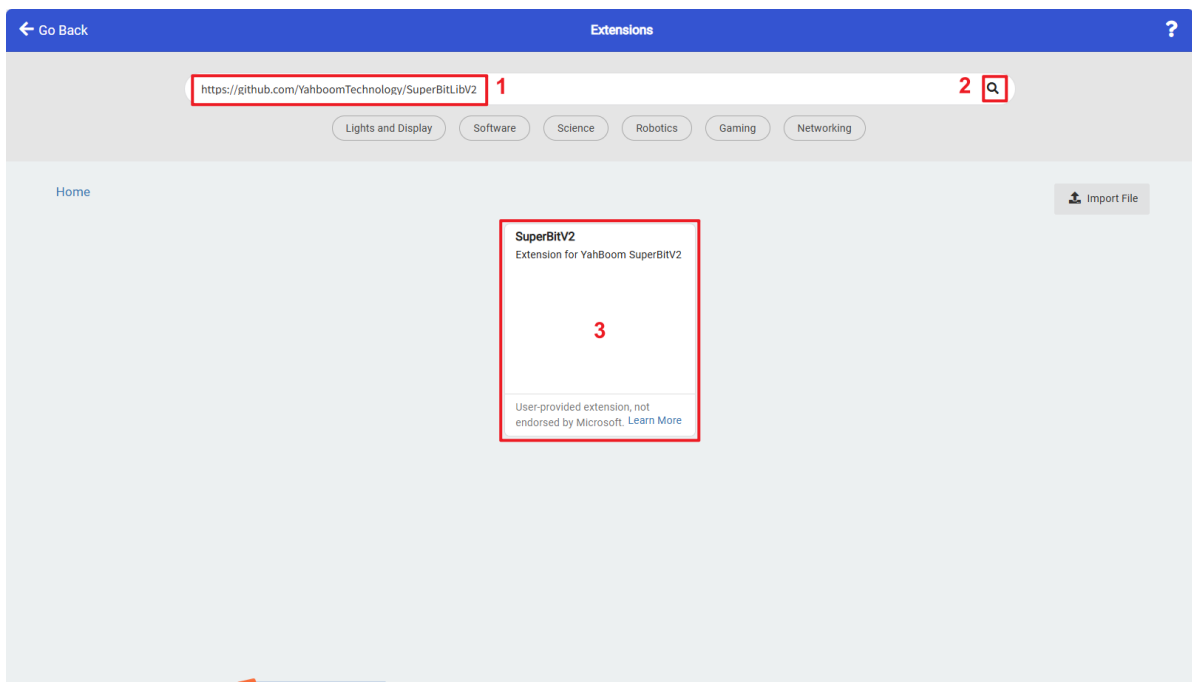 Go Back
Extensions
?
https://github.com/YahboomTechnology/SuperBitLibV2
1
2
Lights and Display
Software
Science
Robotics
Gaming
Networking
Home
Import File
SuperBitV2
Extension for YahBoom SuperBitV2
3
User-provided extension, not
endorsed by Microsoft. Learn More